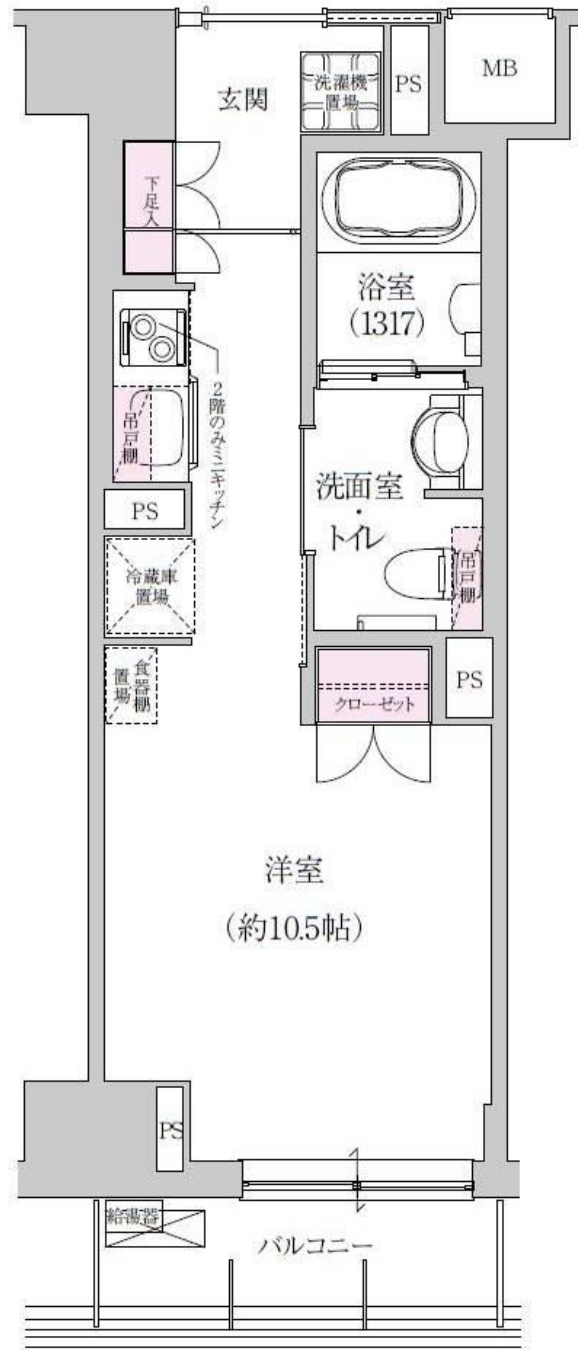 玄関
洗濯機
置場
PS
MB
下足入
浴室
(1317)
2階のみミニキッチン
吊戸棚
洗面室
・
トイレ
PS
吊戸棚
冷蔵庫
置場
食器棚
置場
PS
クローゼット
洋室
(約10.5帖)
PS
給湯器
バルコニー